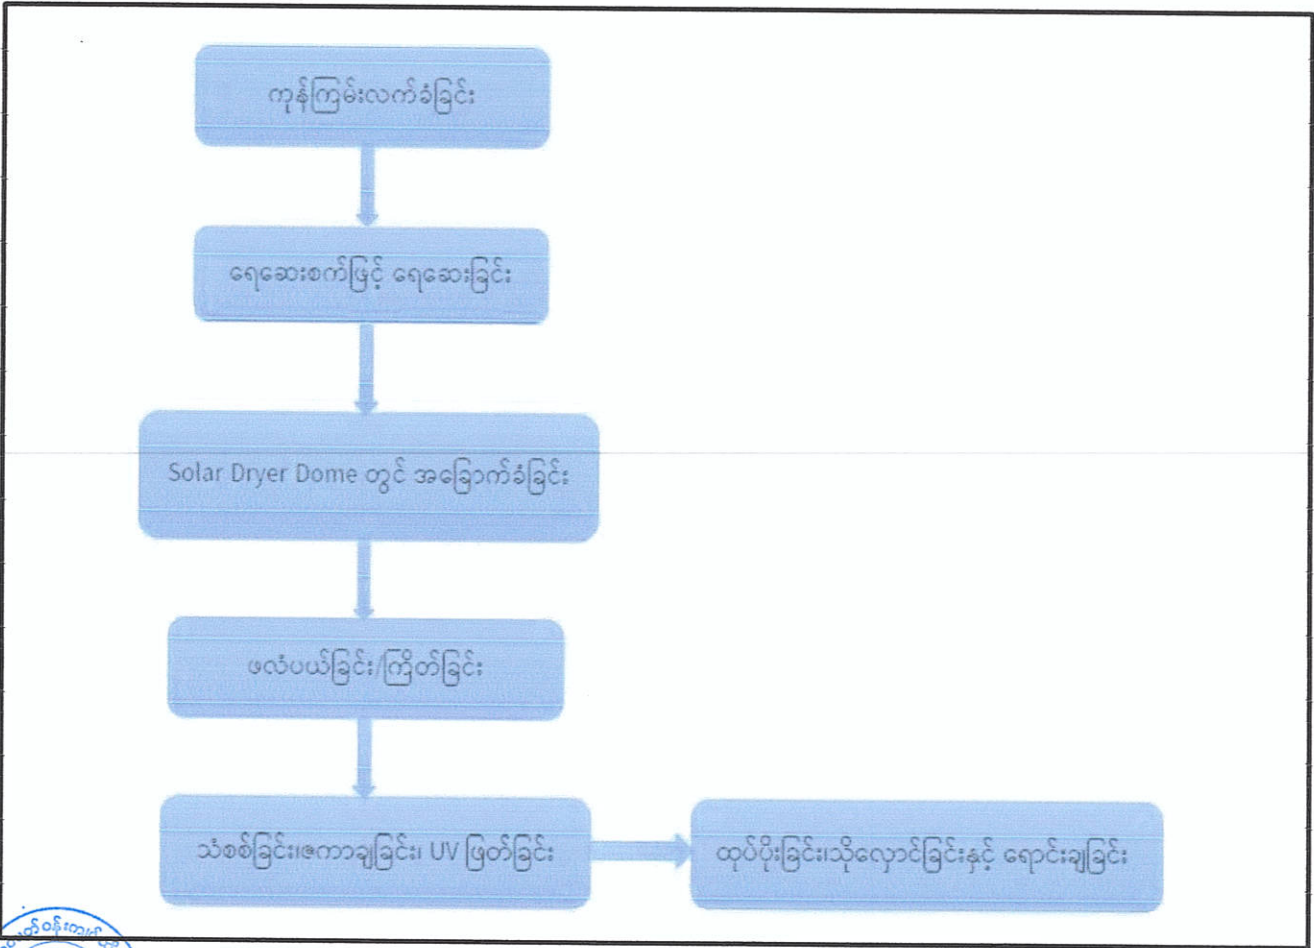 ကုန်ကြမ်းလက်ခံခြင်း
ရေဆေးစက်ဖြင့် ရေဆေးခြင်း
Solar Dryer Dome တွင် အခြောက်ခံခြင်း
ဖလံပယ်ခြင်း/ကြိတ်ခြင်း
သံစစ်ခြင်း၊ဇကာချခြင်း၊ UV ဖြတ်ခြင်း
ထုပ်ပိုးခြင်း၊သိုလှောင်ခြင်းနှင့် ရောင်းချခြင်း